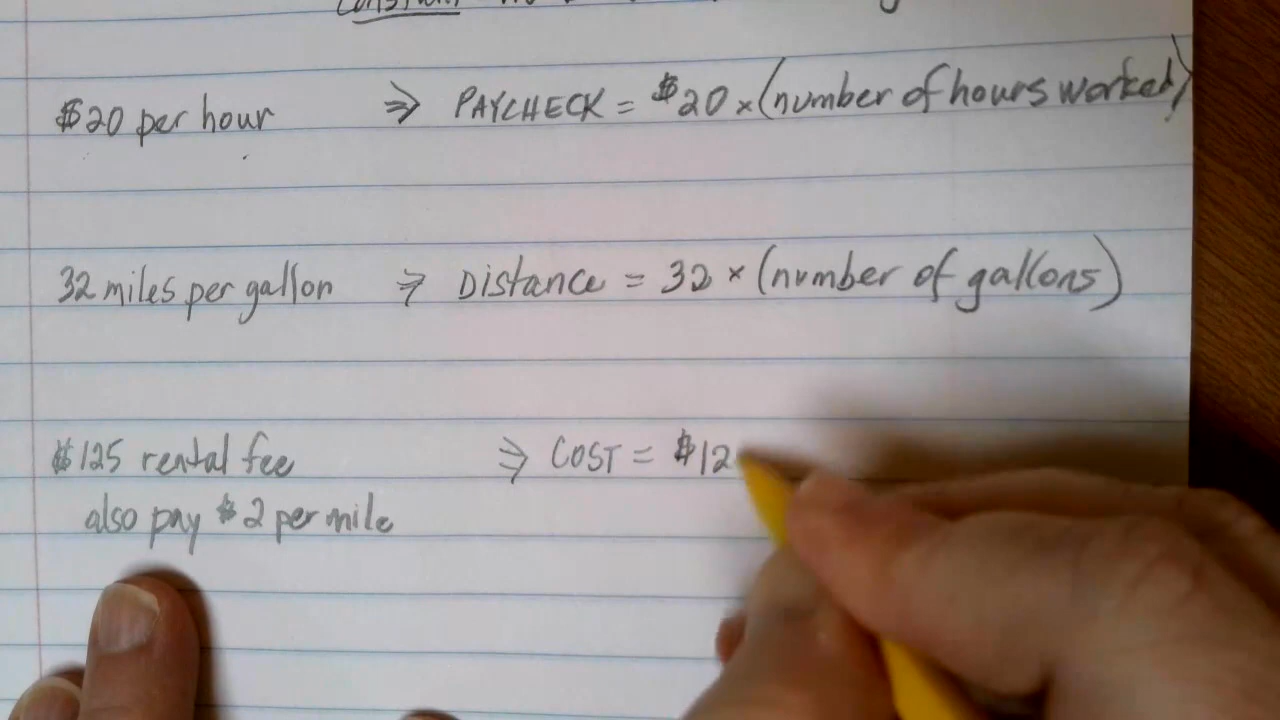 $20 per hour ⇒ PAYCHECK = $20 × (number of hours worked)
32 miles per gallon ⇒ DISTANCE = 32 × (number of gallons)
$125 rental fee ⇒ COST = $12
also pay $2 per mile